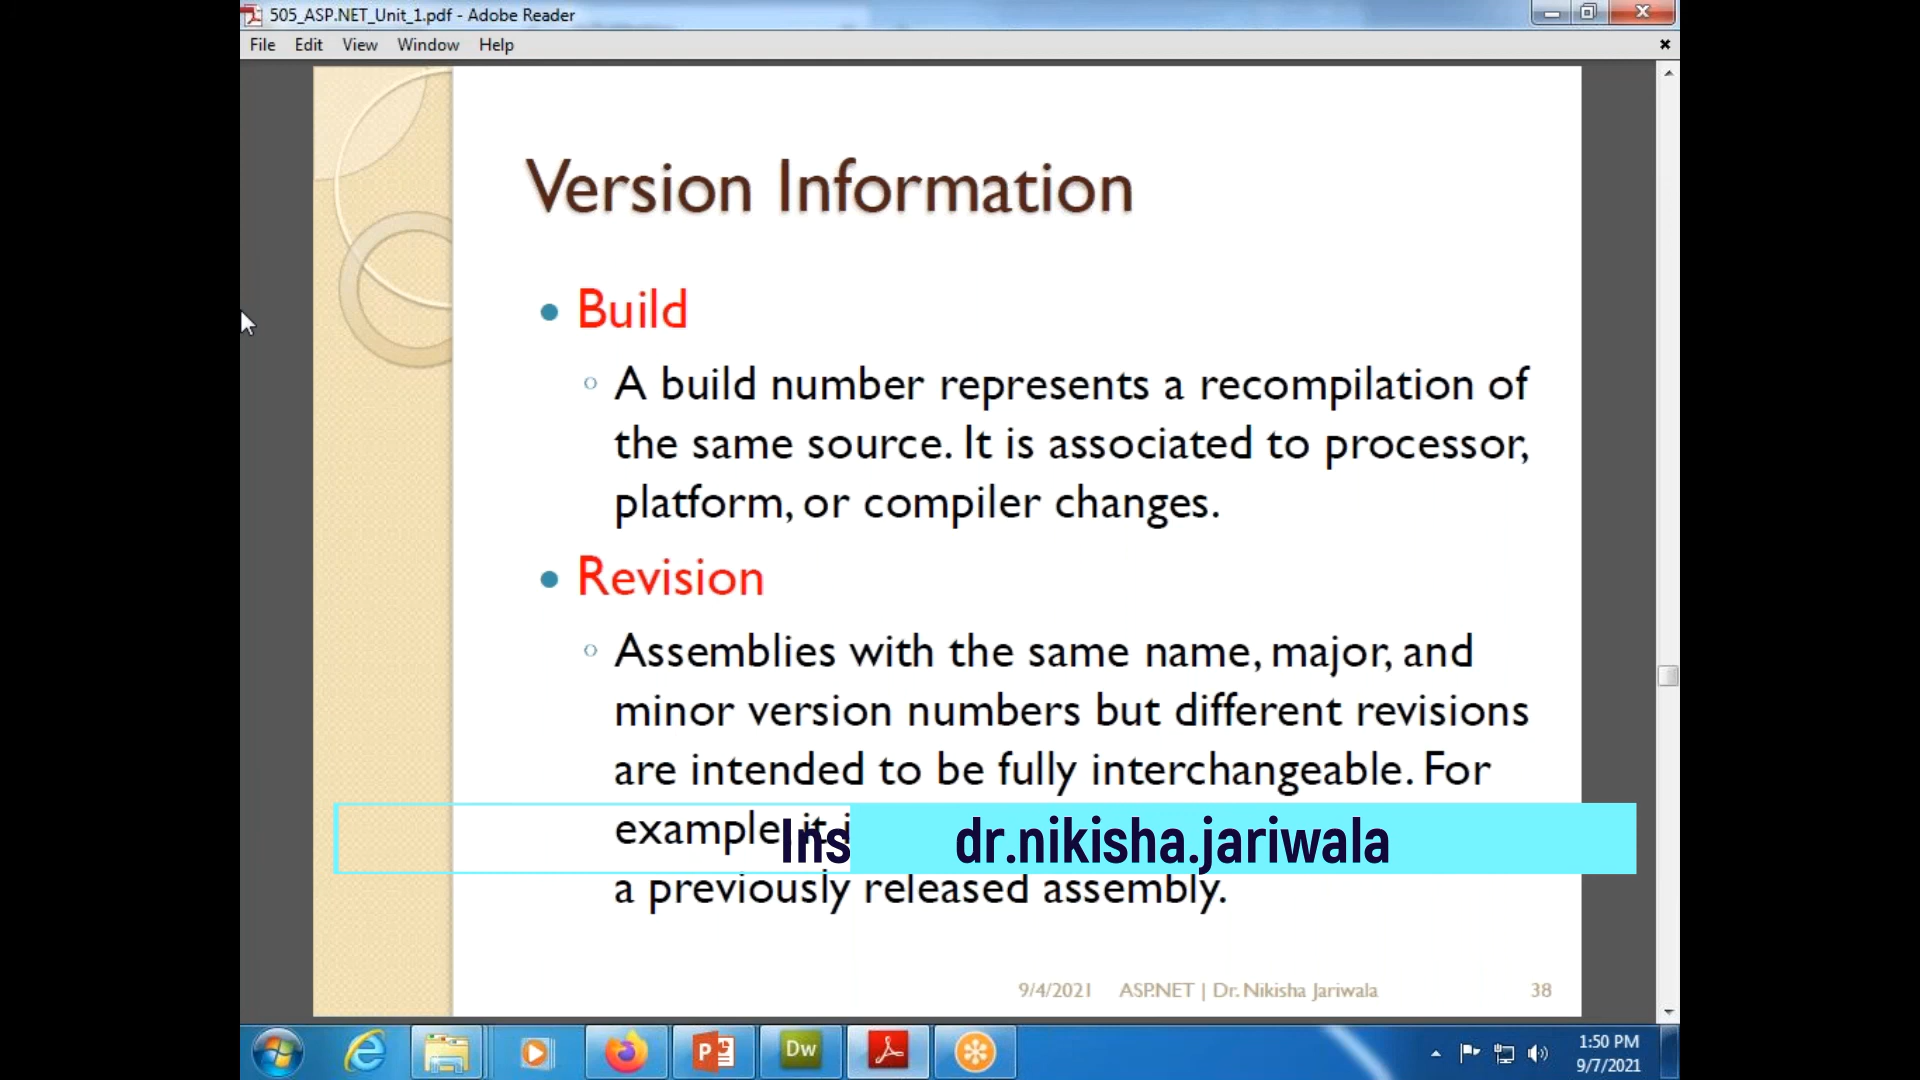 505_ASP.NET_Unit_1.pdf - Adobe Reader
File Edit View Window Help
Version Information
Build
A build number represents a recompilation of
the same source. It is associated to processor,
platform, or compiler changes.
Revision
Assemblies with the same name, major, and
minor version numbers but different revisions
are intended to be fully interchangeable. For
example, it
Ins dr.nikisha.jariwala
a previously released assembly.
9/4/2021 ASP.NET | Dr. Nikisha Jariwala 38
Dw
1:50 PM
9/7/2021